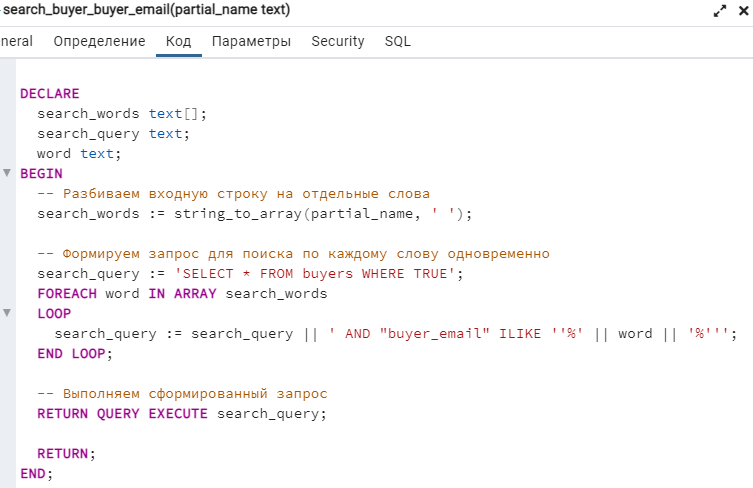 search_buyer_buyer_email(partial_name text)
neral Определение Код Параметры Security SQL
DECLARE
search_words text[];
search_query text;
word text;
BEGIN
-- Разбиваем входную строку на отдельные слова
search_words := string_to_array(partial_name, ' ');
-- Формируем запрос для поиска по каждому слову одновременно
search_query := 'SELECT * FROM buyers WHERE TRUE';
FOREACH word IN ARRAY search_words
LOOP
search_query := search_query || ' AND "buyer_email" ILIKE ''%' || word || '%''';
END LOOP;
-- Выполняем сформированный запрос
RETURN QUERY EXECUTE search_query;
RETURN;
END;